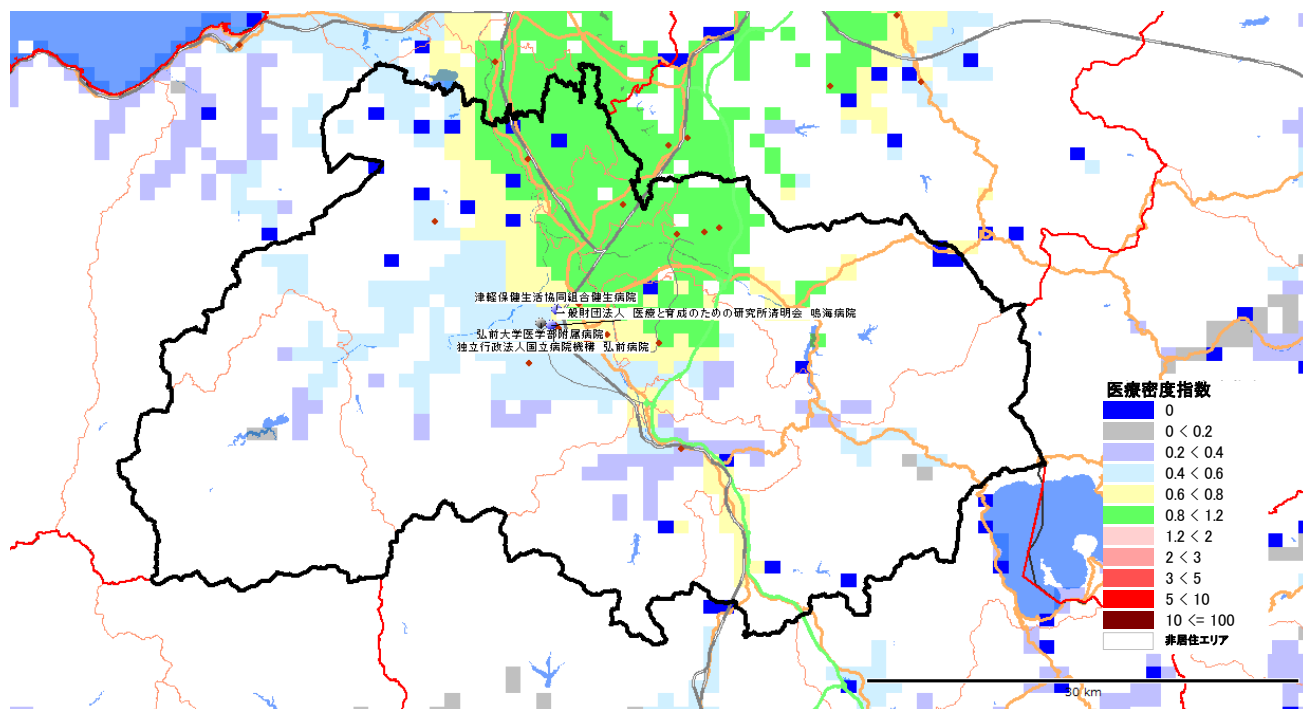 津軽保健生活協同組合健生病院
一般財団法人 医療と育成のための研究所清明会 鳴海病院
弘前大学医学部附属病院
独立行政法人国立病院機構 弘前病院
医療密度指数
0
0 < 0.2
0.2 < 0.4
0.4 < 0.6
0.6 < 0.8
0.8 < 1.2
1.2 < 2
2 < 3
3 < 5
5 < 10
10 <= 100
非居住エリア
30 km